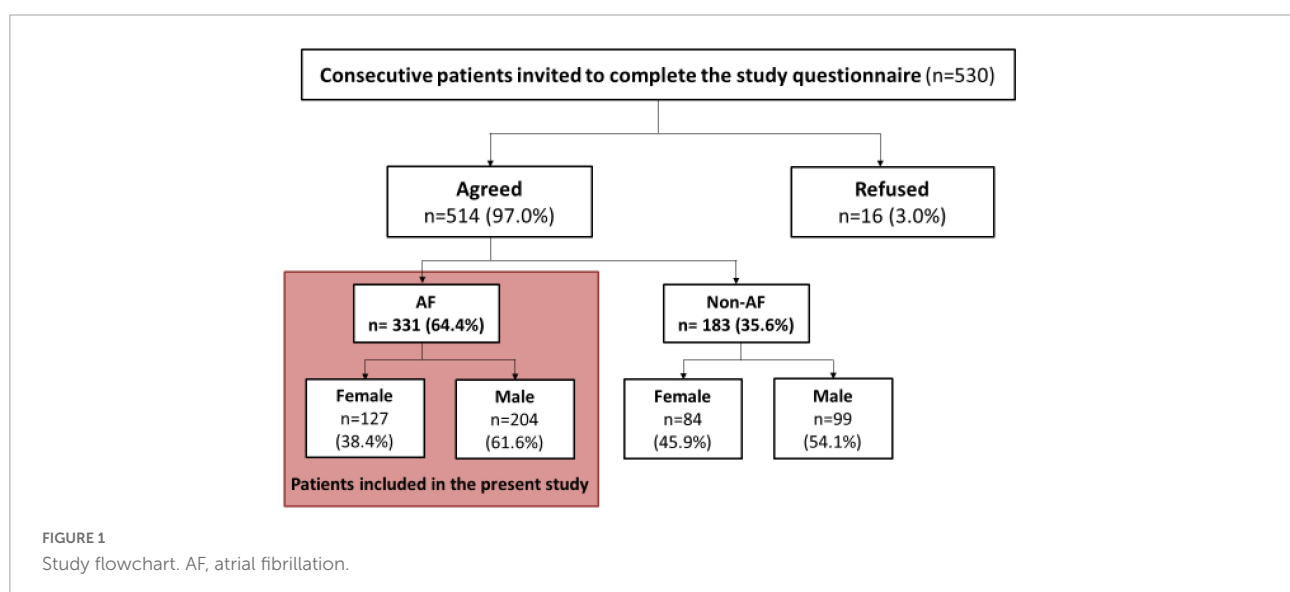 Consecutive patients invited to complete the study questionnaire (n=530)
Agreed
n=514 (97.0%)
Refused
n=16 (3.0%)
AF
n= 331 (64.4%)
Non-AF
n= 183 (35.6%)
Female
n=127
(38.4%)
Male
n=204
(61.6%)
Female
n=84
(45.9%)
Male
n=99
(54.1%)
Patients included in the present study
FIGURE 1
Study flowchart. AF, atrial fibrillation.